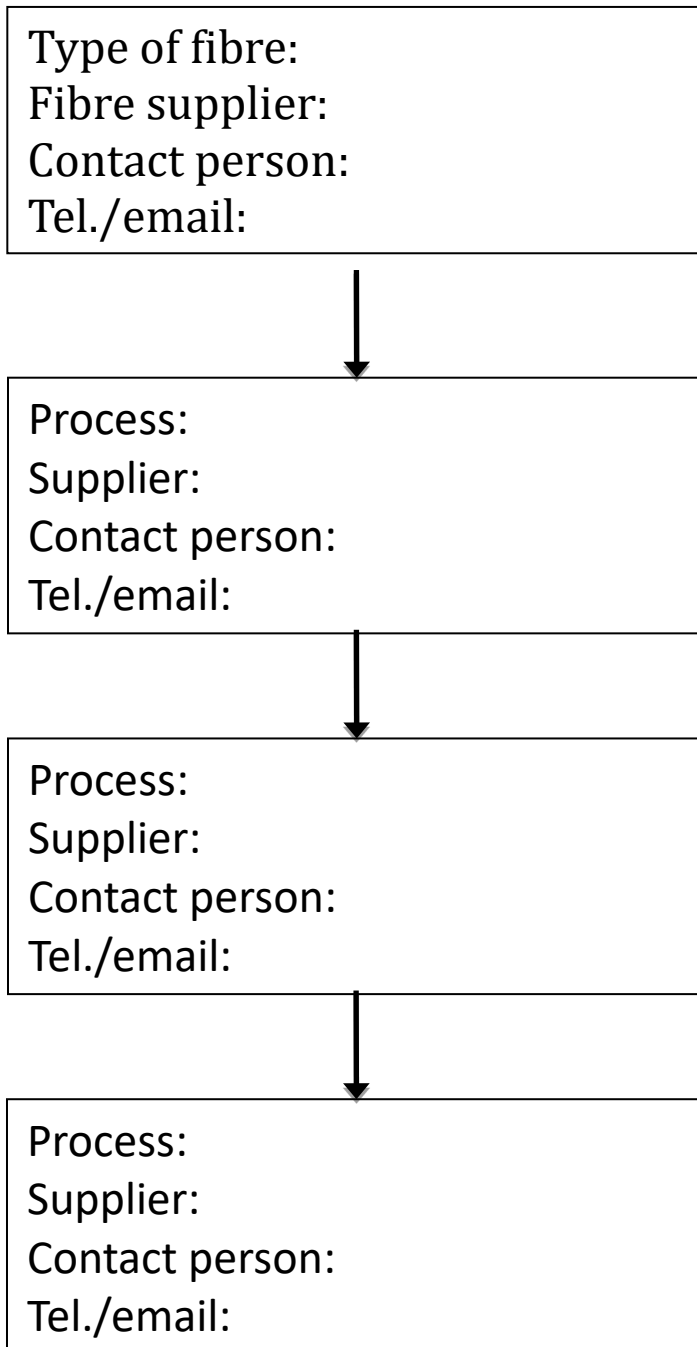 Type of fibre:
Fibre supplier:
Contact person:
Tel./email:
Process:
Supplier:
Contact person:
Tel./email:
Process:
Supplier:
Contact person:
Tel./email:
Process:
Supplier:
Contact person:
Tel./email: